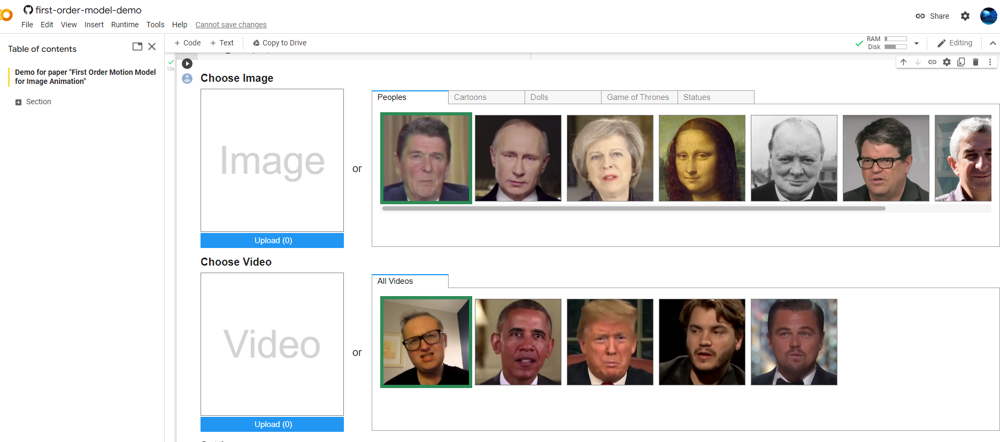 first-order-model-demo
File Edit View Insert Runtime Tools Help Cannot save changes
Share
Table of contents
+ Code + Text Copy to Drive
RAM
Disk
Editing
Demo for paper "First Order Motion Model
for Image Animation"
Section
13s
Choose Image
Image
or
Peoples Cartoons Dolls Game of Thrones Statues
Upload (0)
Choose Video
Video
or
All Videos
Upload (0)